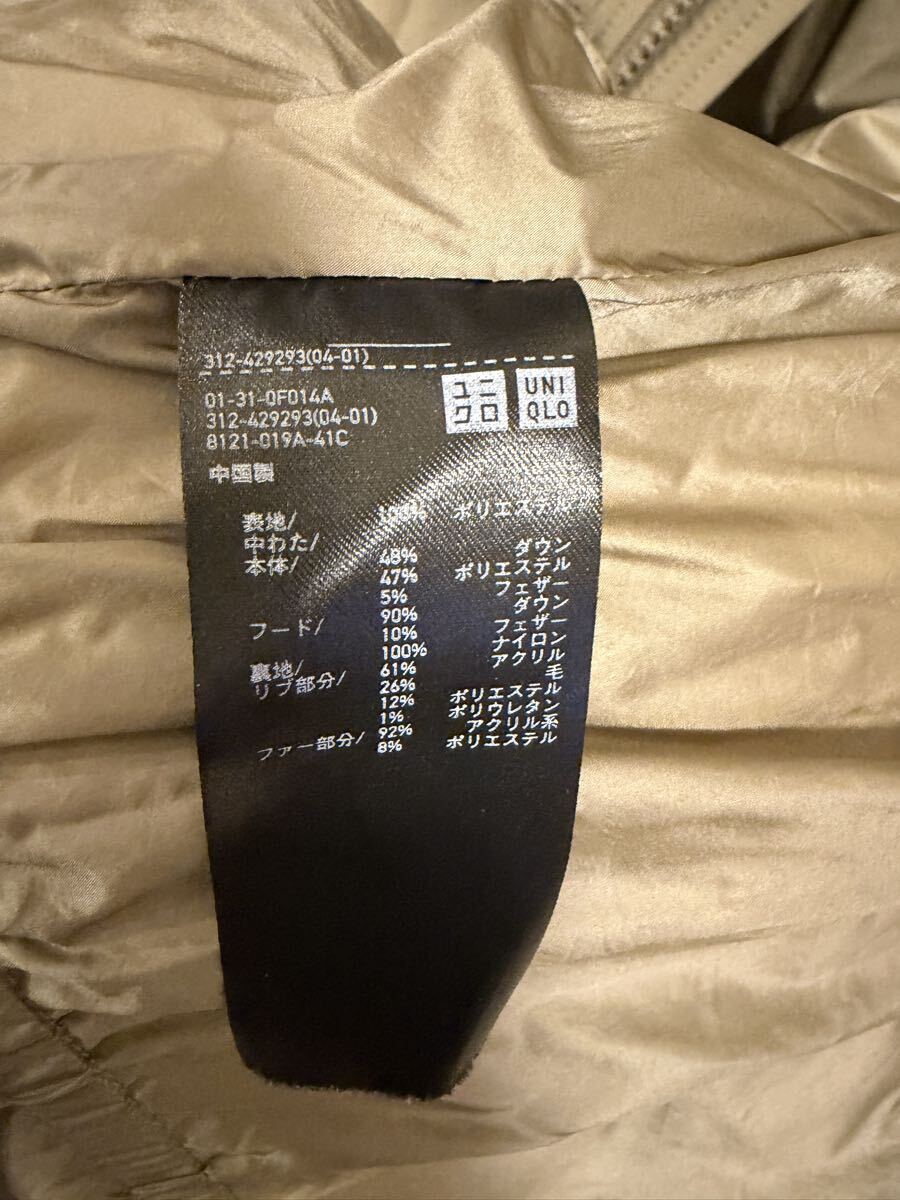 312-429293(04-01)
01-31-0F014A
312-429293(04-01)
8121-019A-41C
中国製
ユニ
クロ
UNI
QLO
表地/ 100% ポリエステル
中わた/
本体/ 48% ダウン
47% ポリエステル
5% フェザー
フード/ 90% ダウン
10% フェザー
裏地/ 100% ナイロン
リブ部分/ 61% アクリル
26% 毛
12% ポリエステル
1% ポリウレタン
ファー部分/ 92% アクリル系
8% ポリエステル